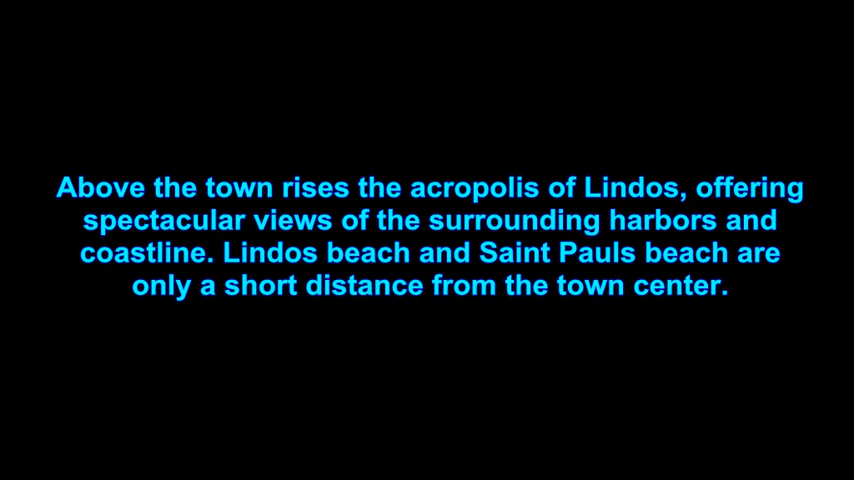 Above the town rises the acropolis of Lindos, offering
spectacular views of the surrounding harbors and
coastline. Lindos beach and Saint Pauls beach are
only a short distance from the town center.